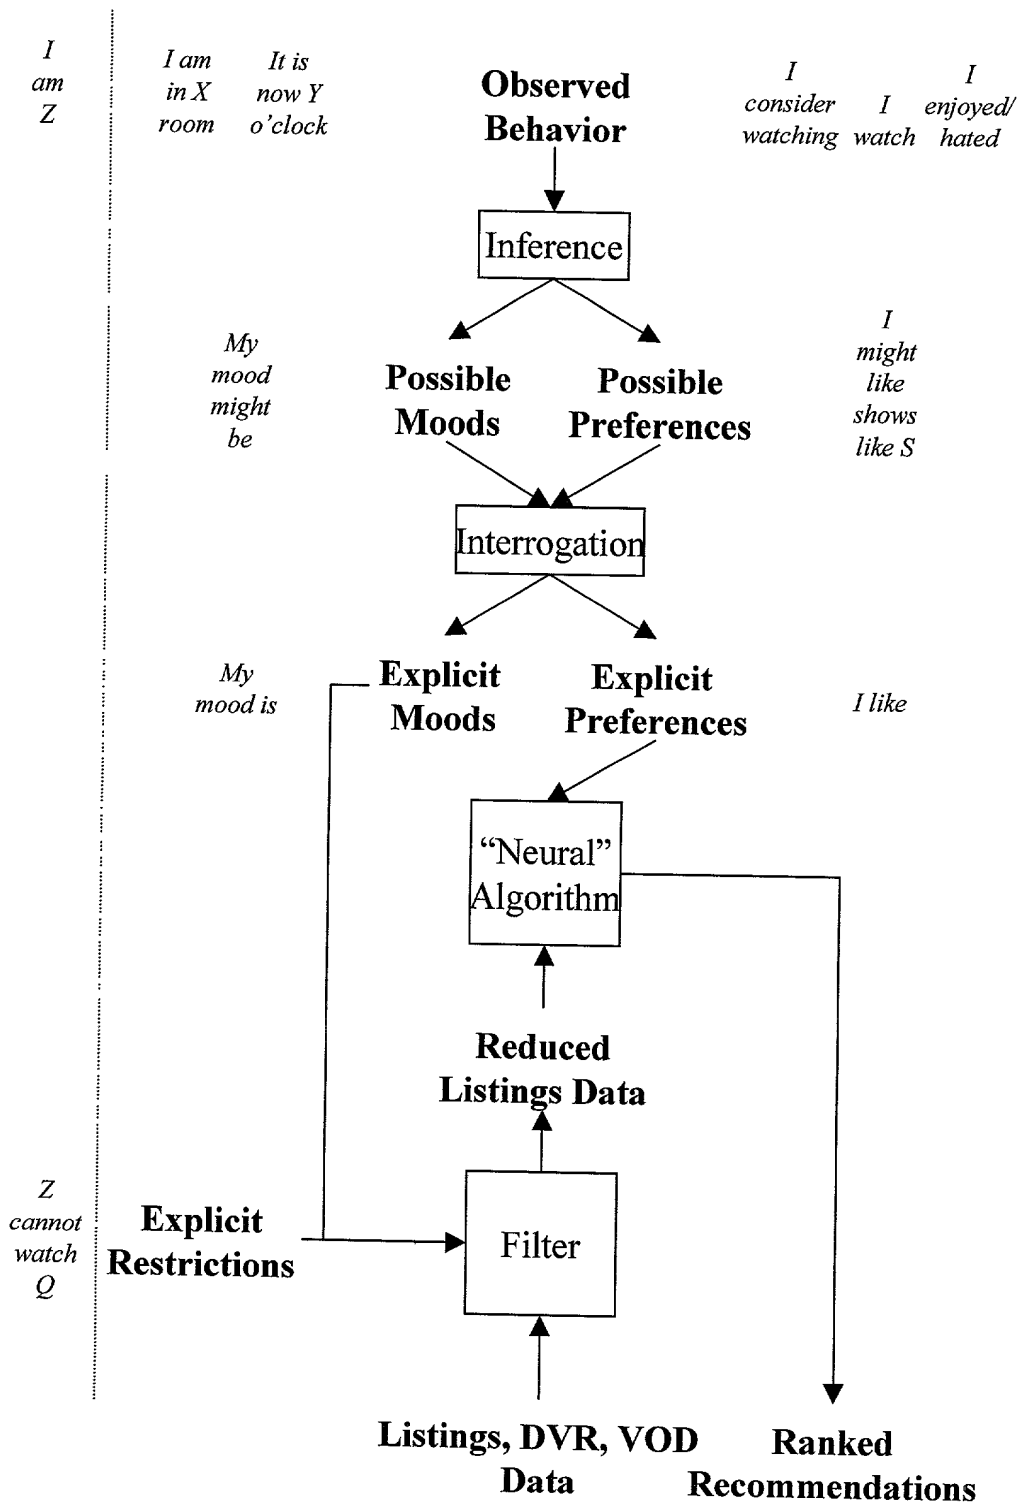 I
am
Z
I am
in X
room
It is
now Y
o'clock
Observed
Behavior
I
consider
watching
I
watch
I
enjoyed/
hated
Inference
My
mood
might
be
Possible
Moods
Possible
Preferences
I
might
like
shows
like S
Interrogation
My
mood is
Explicit
Moods
Explicit
Preferences
I like
“Neural”
Algorithm
Reduced
Listings Data
Z
cannot
watch
Q
Explicit
Restrictions
Filter
Listings, DVR, VOD
Data
Ranked
Recommendations